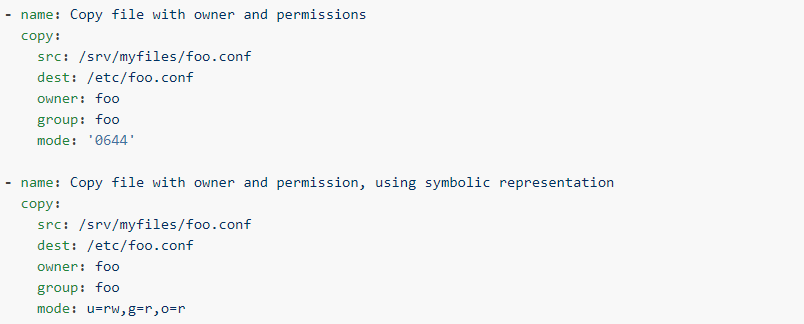 - name: Copy file with owner and permissions
  copy:
    src: /srv/myfiles/foo.conf
    dest: /etc/foo.conf
    owner: foo
    group: foo
    mode: '0644'

- name: Copy file with owner and permission, using symbolic representation
  copy:
    src: /srv/myfiles/foo.conf
    dest: /etc/foo.conf
    owner: foo
    group: foo
    mode: u=rw,g=r,o=r